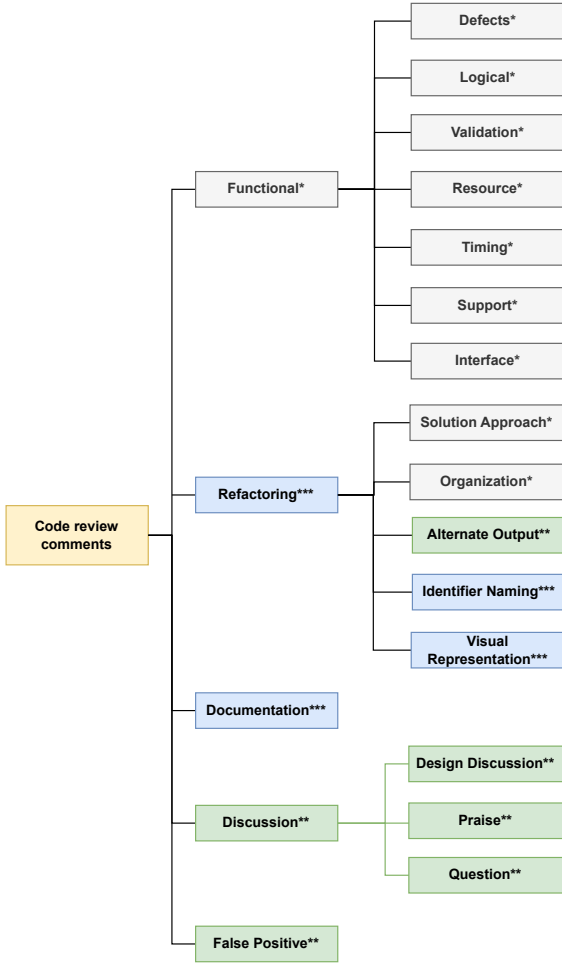 Code review
comments
Functional*
Defects*
Logical*
Validation*
Resource*
Timing*
Support*
Interface*
Refactoring***
Solution Approach*
Organization*
Alternate Output**
Identifier Naming***
Visual
Representation***
Documentation***
Discussion**
Design Discussion**
Praise**
Question**
False Positive**